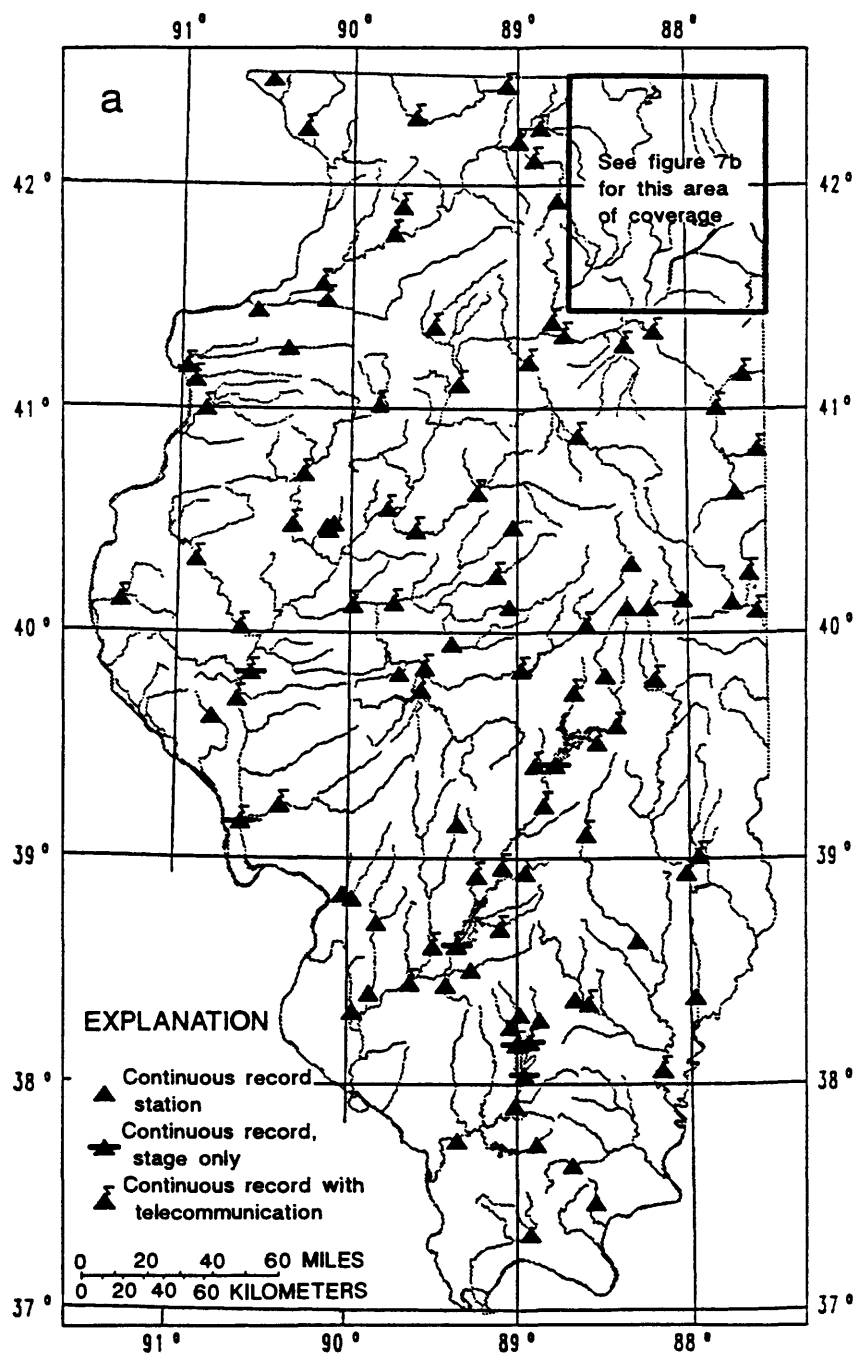 91° 90° 89° 88°
a
See figure 7b
for this area
of coverage
42° 42°
41° 41°
40° 40°
39° 39°
EXPLANATION
Continuous record
station
Continuous record,
stage only
Continuous record with
telecommunication
38° 38°
0 20 40 60 MILES
0 20 40 60 KILOMETERS
37° 37°
91° 90° 89° 88°